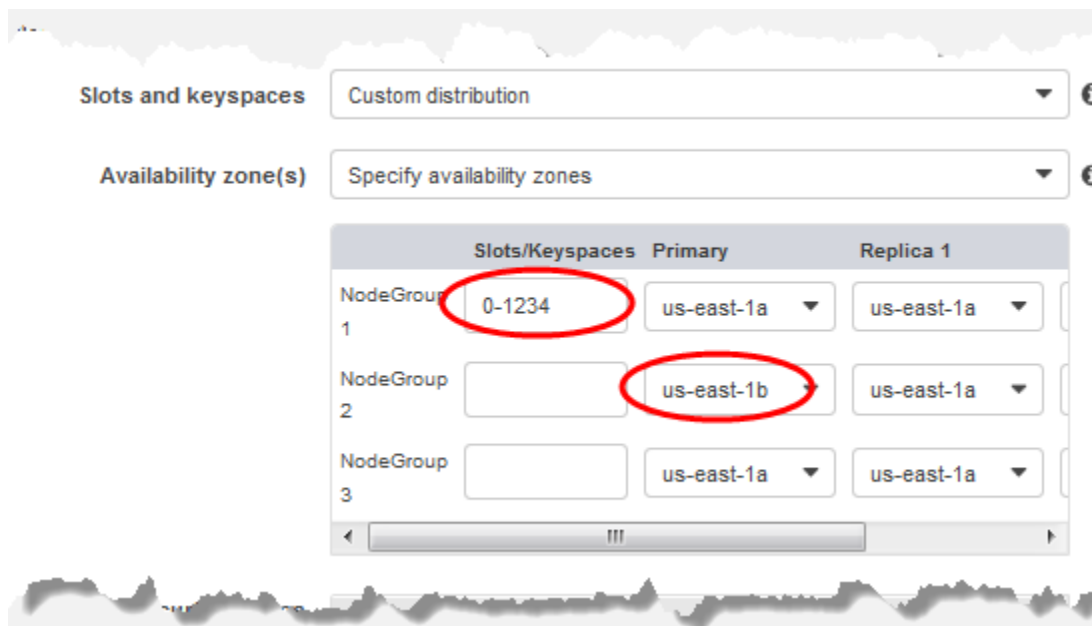 Slots and keyspaces Custom distribution
Availability zone(s) Specify availability zones
Slots/Keyspaces Primary Replica 1
NodeGroup 1 0-1234 us-east-1a us-east-1a
NodeGroup 2 us-east-1b us-east-1a
NodeGroup 3 us-east-1a us-east-1a